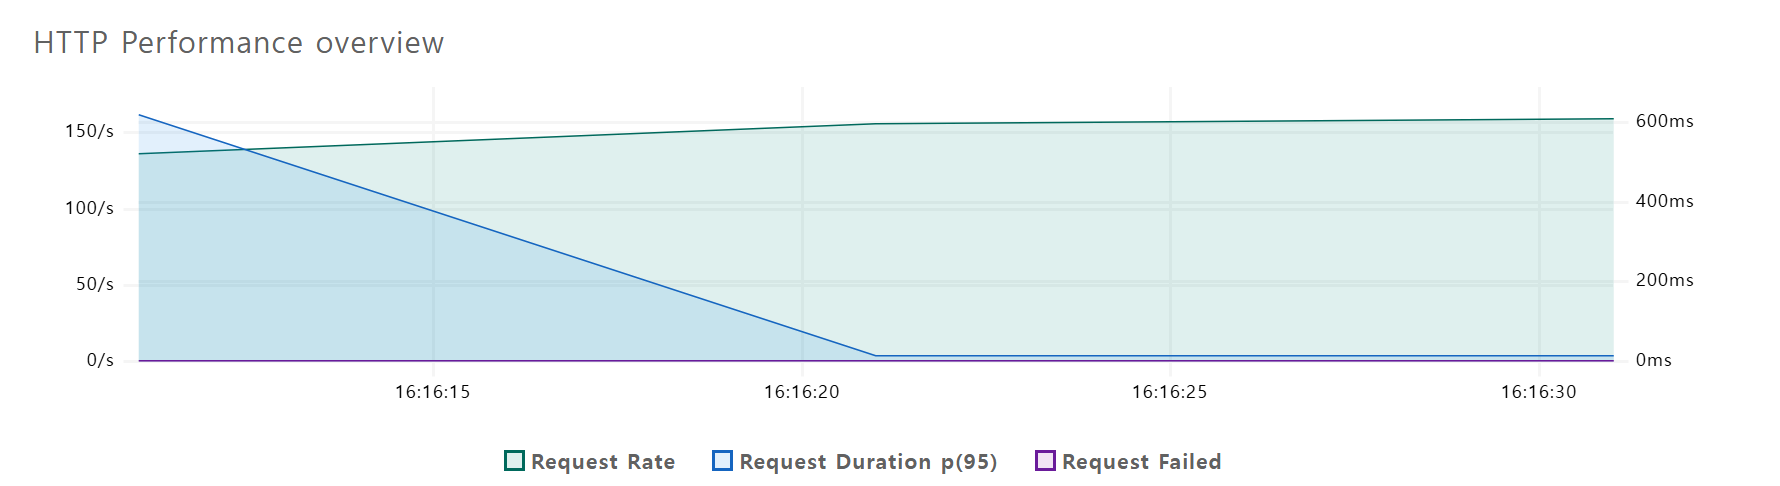 HTTP Performance overview
150/s
100/s
50/s
0/s
600ms
400ms
200ms
0ms
16:16:15 16:16:20 16:16:25 16:16:30
Request Rate Request Duration p(95) Request Failed